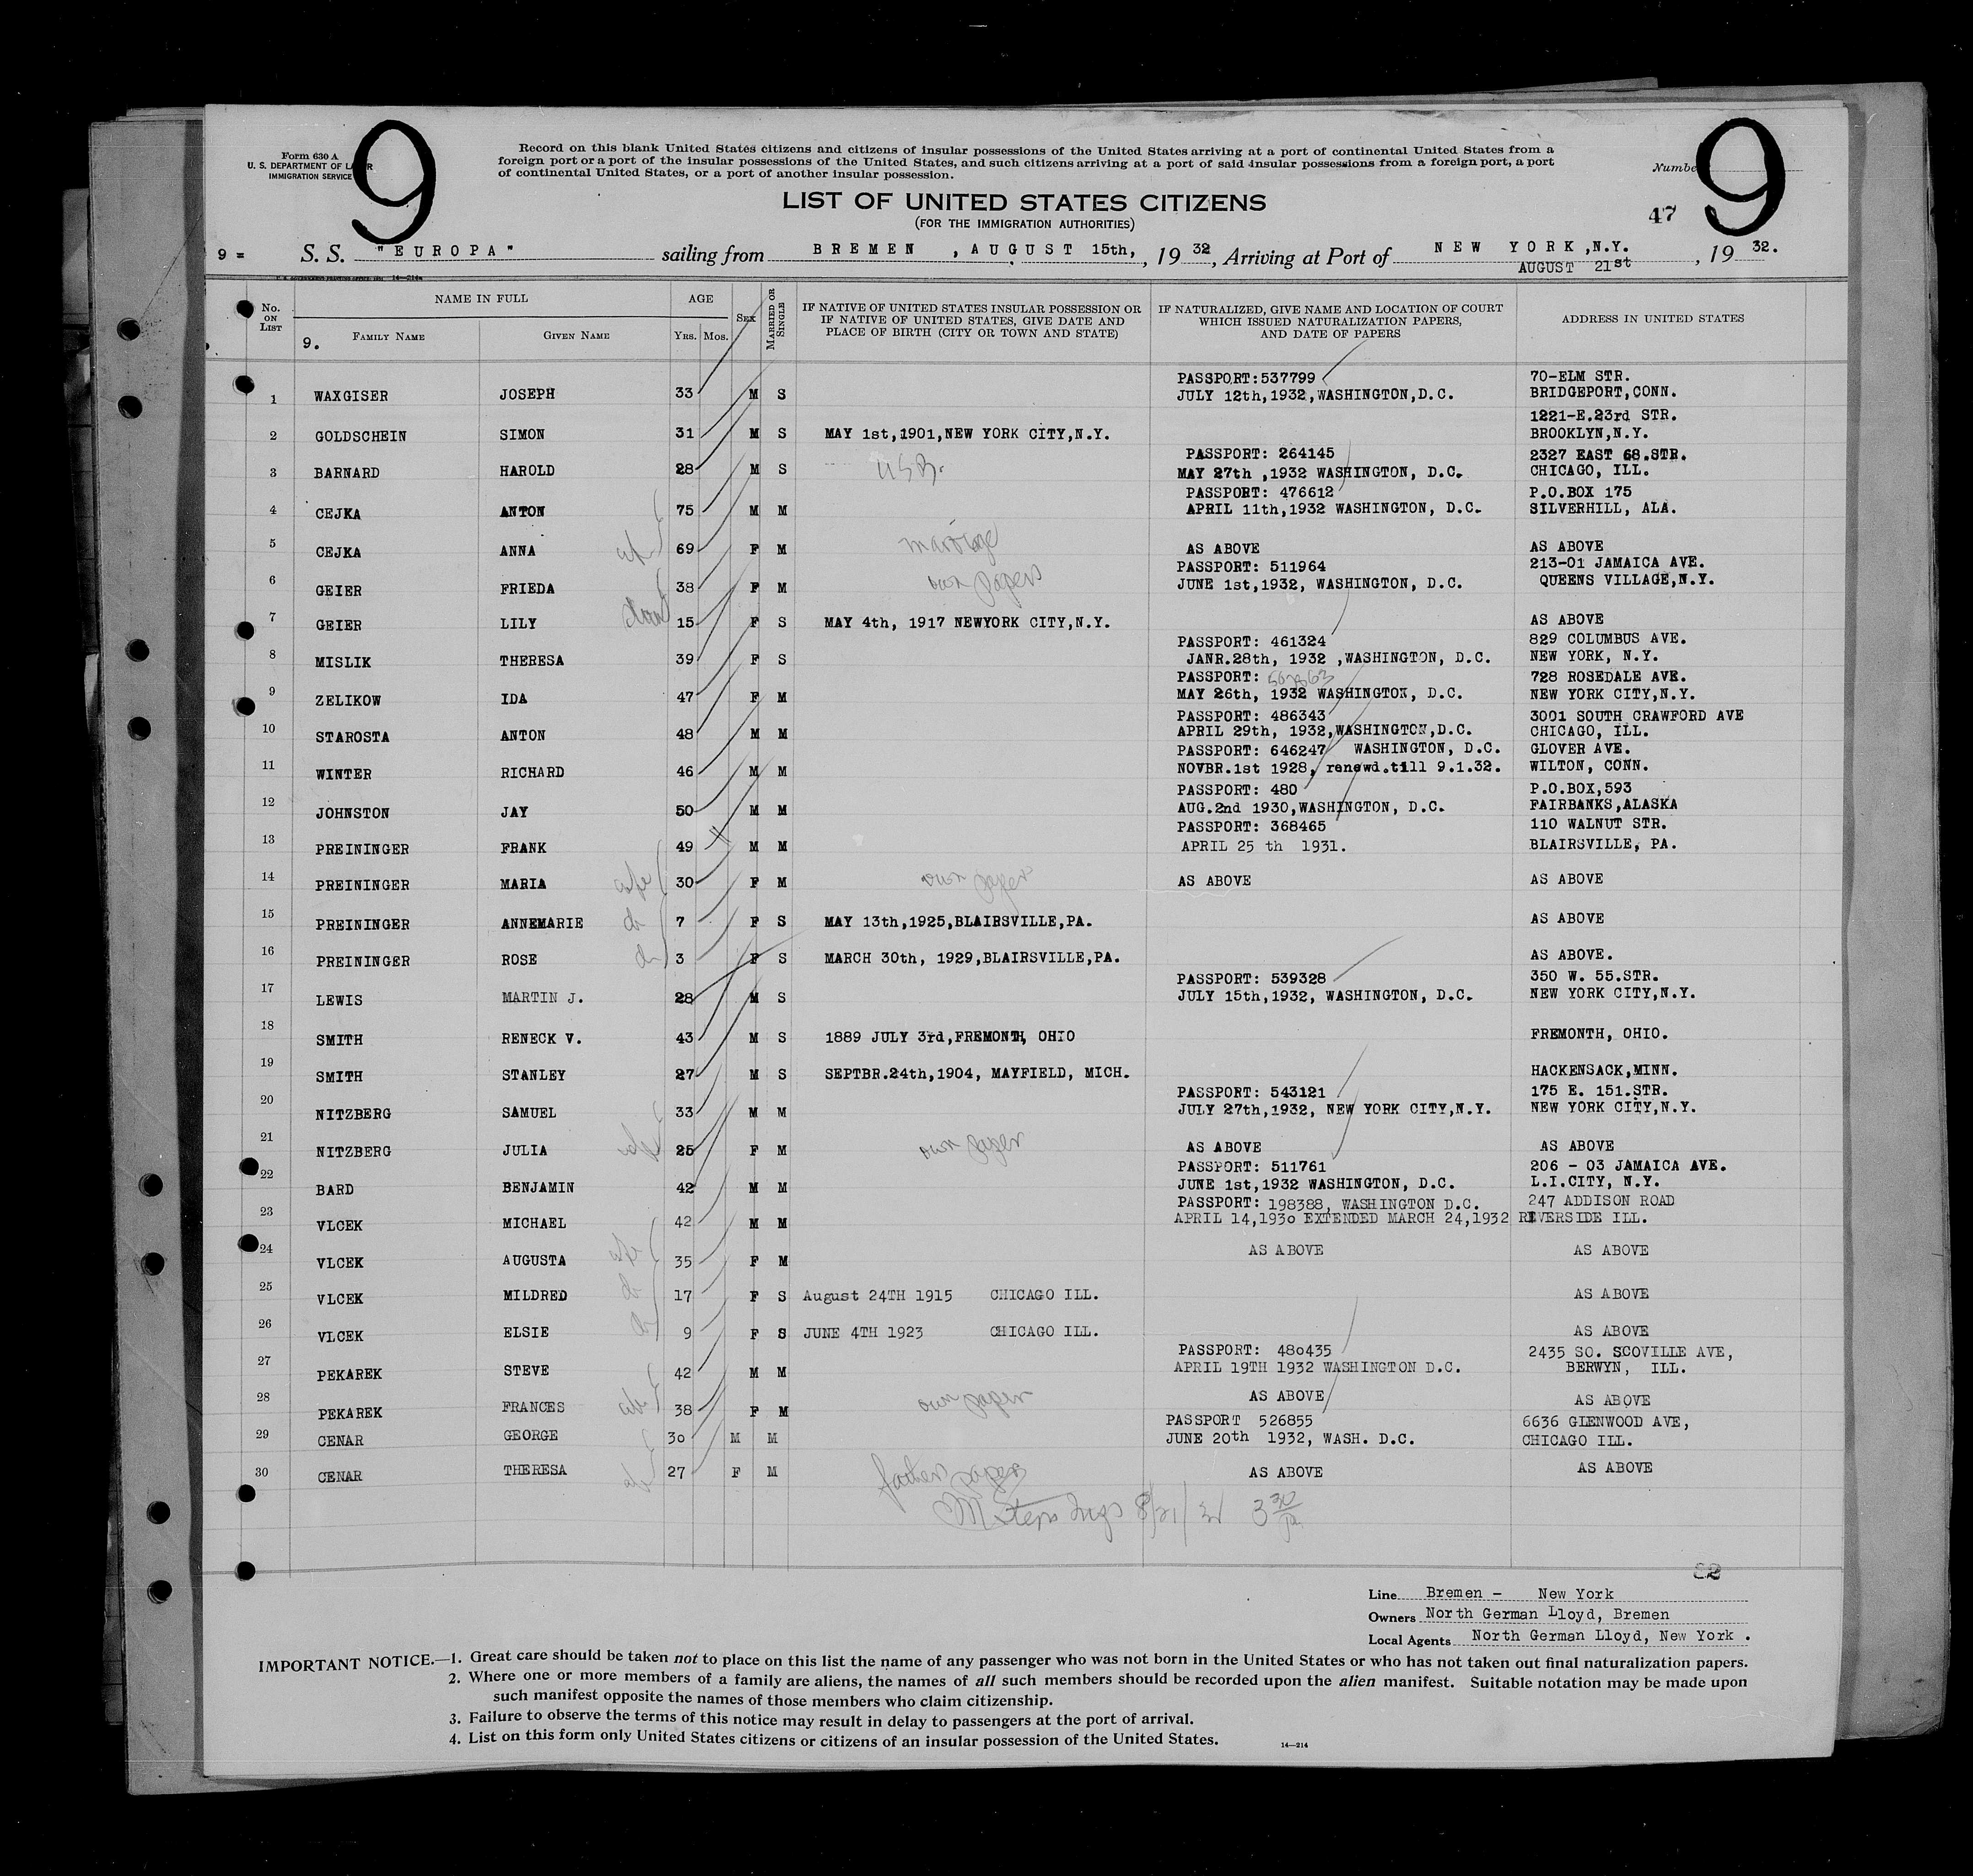 9
9
Form 630 A
U. S. DEPARTMENT OF
IMMIGRATION SERVICE
Record on this blank United States citizens and citizens of insular possessions of the United States arriving at a port of continental United States from a
foreign port or a port of the insular possessions of the United States, and such citizens arriving at a port of said insular possessions from a foreign port, a port
of continental United States, or a port of another insular possession.
LIST OF UNITED STATES CITIZENS
(FOR THE IMMIGRATION AUTHORITIES)
47
9 = S. S. "EUROPA" sailing from BREMEN, AUGUST 15th, , 19 32, Arriving at Port of NEW YORK,N.Y. AUGUST 21st , 19 32.
No. ON LIST NAME IN FULL AGE SEX MARRIED OR SINGLE IF NATIVE OF UNITED STATES INSULAR POSSESSION OR IF NATIVE OF UNITED STATES, GIVE DATE AND PLACE OF BIRTH (CITY OR TOWN AND STATE) IF NATURALIZED, GIVE NAME AND LOCATION OF COURT WHICH ISSUED NATURALIZATION PAPERS, AND DATE OF PAPERS ADDRESS IN UNITED STATES
9. FAMILY NAME GIVEN NAME Yrs. Mos.
PASSPORT:537799 70-ELM STR.
1 WAXGISER JOSEPH 33 M S JULY 12th,1932,WASHINGTON,D.C. BRIDGEPORT,CONN.
1221-E.23rd STR.
2 GOLDSCHEIN SIMON 31 M S MAY 1st,1901,NEW YORK CITY,N.Y. BROOKLYN,N.Y.
PASSPORT: 264145 2327 EAST 68.STR.
3 BARNARD HAROLD 28 M S USB. MAY 27th ,1932 WASHINGTON, D.C. CHICAGO, ILL.
PASSPORT: 476612 P.O.BOX 175
4 CEJKA ANTON 75 M M APRIL 11th,1932 WASHINGTON, D.C. SILVERHILL, ALA.
5 CEJKA ANNA 69 F M marriage AS ABOVE AS ABOVE
PASSPORT: 511964 213-01 JAMAICA AVE.
6 GEIER FRIEDA 38 F M own papers JUNE 1st,1932, WASHINGTON, D.C. QUEENS VILLAGE,N.Y.
7 GEIER LILY 15 F S MAY 4th, 1917 NEWYORK CITY,N.Y. AS ABOVE
PASSPORT: 461324 829 COLUMBUS AVE.
8 MISLIK THERESA 39 F S JANR.28th, 1932 ,WASHINGTON, D.C. NEW YORK, N.Y.
PASSPORT: 728 ROSEDALE AVE.
9 ZELIKOW IDA 47 F M MAY 26th, 1932 WASHINGTON, D.C. NEW YORK CITY,N.Y.
PASSPORT: 486343 3001 SOUTH CRAWFORD AVE
10 STAROSTA ANTON 48 M M APRIL 29th, 1932,WASHINGTON,D.C. CHICAGO, ILL.
PASSPORT: 646247 WASHINGTON, D.C. GLOVER AVE.
11 WINTER RICHARD 46 M M NOVBR.1st 1928, renewd.till 9.1.32. WILTON, CONN.
PASSPORT: 480 P.O.BOX,593
12 JOHNSTON JAY 50 M M AUG.2nd 1930,WASHINGTON, D.C. FAIRBANKS,ALASKA
PASSPORT: 368465 110 WALNUT STR.
13 PREININGER FRANK 49 M M APRIL 25 th 1931. BLAIRSVILLE, PA.
14 PREININGER MARIA 30 F M own paper AS ABOVE AS ABOVE
15 PREININGER ANNEMARIE 7 F S MAY 13th,1925,BLAIRSVILLE,PA. AS ABOVE
16 PREININGER ROSE 3 F S MARCH 30th, 1929,BLAIRSVILLE,PA. AS ABOVE.
PASSPORT: 539328 350 W. 55.STR.
17 LEWIS MARTIN J. 28 M S JULY 15th,1932, WASHINGTON, D.C. NEW YORK CITY,N.Y.
18 SMITH RENECK V. 43 M S 1889 JULY 3rd,FREMONTH, OHIO FREMONTH, OHIO.
19 SMITH STANLEY 27 M S SEPTBR.24th,1904, MAYFIELD, MICH. HACKENSACK,MINN.
PASSPORT: 543121 175 E. 151.STR.
20 NITZBERG SAMUEL 33 M M JULY 27th,1932, NEW YORK CITY,N.Y. NEW YORK CITY,N.Y.
21 NITZBERG JULIA 25 F M own paper AS ABOVE AS ABOVE
PASSPORT: 511761 206 - 03 JAMAICA AVE.
22 BARD BENJAMIN 42 M M JUNE 1st,1932 WASHINGTON, D.C. L.I.CITY, N.Y.
PASSPORT: 198388, WASHINGTON D.C. 247 ADDISON ROAD
23 VLCEK MICHAEL 42 M M APRIL 14,1930 EXTENDED MARCH 24,1932 RIVERSIDE ILL.
24 VLCEK AUGUSTA 35 F M AS ABOVE AS ABOVE
25 VLCEK MILDRED 17 F S August 24TH 1915 CHICAGO ILL. AS ABOVE
26 VLCEK ELSIE 9 F S JUNE 4TH 1923 CHICAGO ILL. AS ABOVE
PASSPORT: 480435 2435 SO. SCOVILLE AVE,
27 PEKAREK STEVE 42 M M APRIL 19TH 1932 WASHINGTON D.C. BERWYN, ILL.
28 PEKAREK FRANCES 38 F M own paper AS ABOVE AS ABOVE
PASSPORT 526855 6636 GLENWOOD AVE,
29 CENAR GEORGE 30 M M JUNE 20th 1932, WASH. D.C. CHICAGO ILL.
30 CENAR THERESA 27 F M fathers papers AS ABOVE AS ABOVE
82
Line Bremen - New York
Owners North German Lloyd, Bremen
Local Agents North German Lloyd, New York .
IMPORTANT NOTICE.—1. Great care should be taken not to place on this list the name of any passenger who was not born in the United States or who has not taken out final naturalization papers.
2. Where one or more members of a family are aliens, the names of all such members should be recorded upon the alien manifest. Suitable notation may be made upon
such manifest opposite the names of those members who claim citizenship.
3. Failure to observe the terms of this notice may result in delay to passengers at the port of arrival.
4. List on this form only United States citizens or citizens of an insular possession of the United States.
14—214